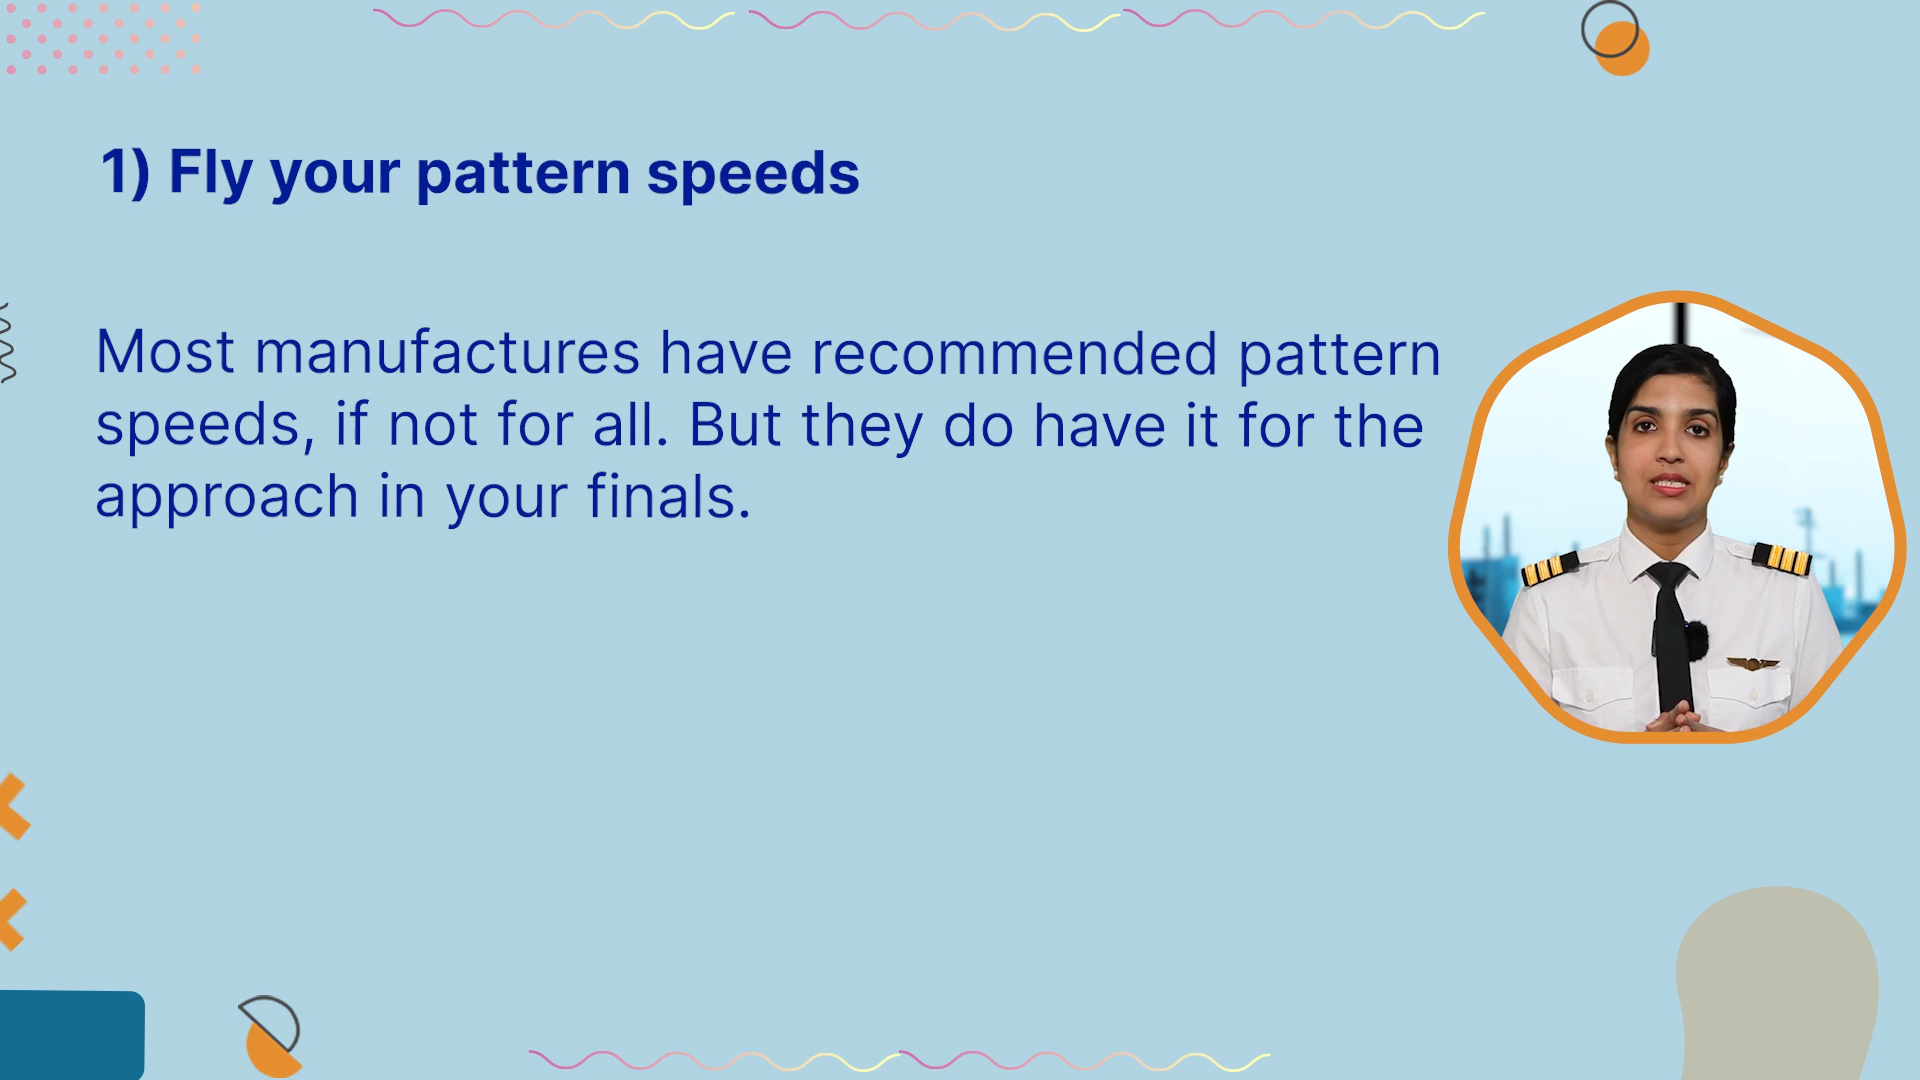 1) Fly your pattern speeds
Most manufactures have recommended pattern
speeds, if not for all. But they do have it for the
approach in your finals.